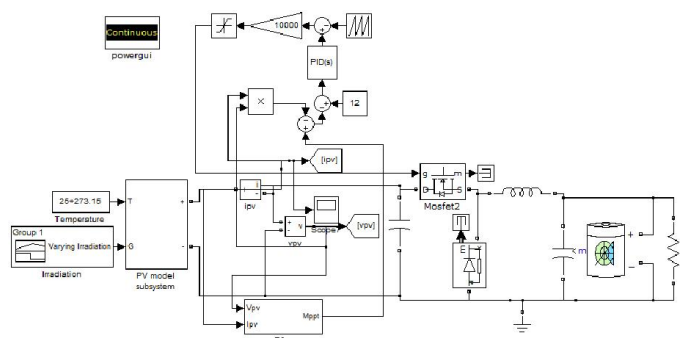 Continuous
powergui
10000
PID(s)
×
12
[ipv]
g m
D S
Mosfet2
25+273.15
Temperature
T
+
i
+
-
ipv
Group 1
Varying Irradiation
Irradiation
G
-
PV model
subsystem
Scope
+
-
v
vpv
[vpv]
m
+
-
Vpv
Ipv
Mppt